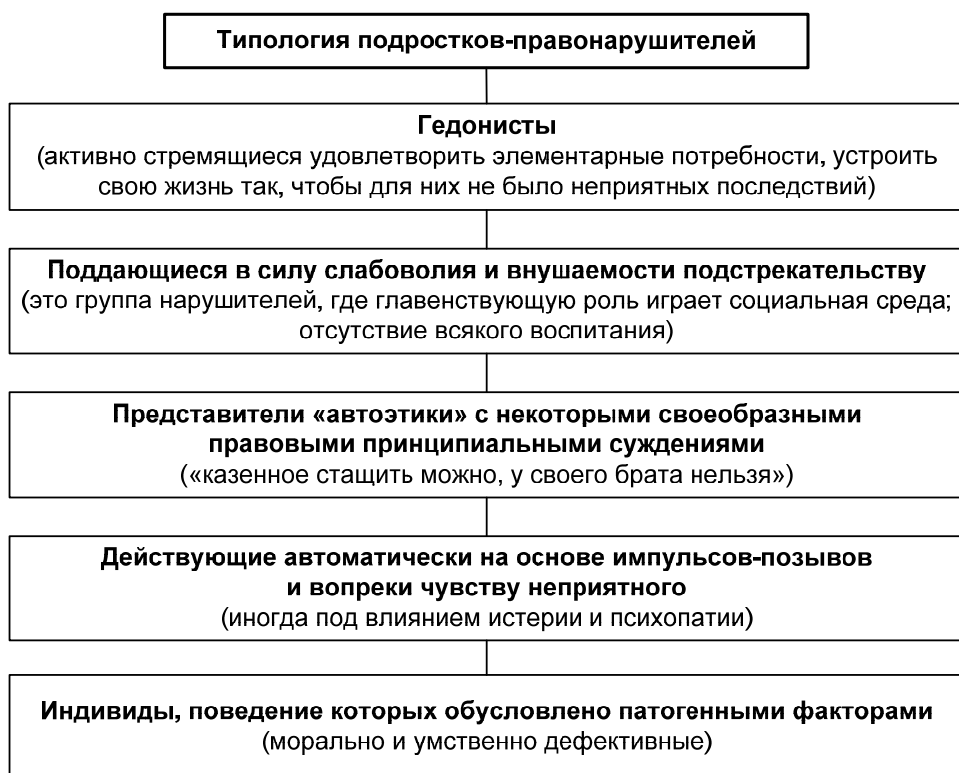 Типология подростков-правонарушителей
Гедонисты
(активно стремящиеся удовлетворить элементарные потребности, устроить
свою жизнь так, чтобы для них не было неприятных последствий)
Поддающиеся в силу слабоволия и внушаемости подстрекательству
(это группа нарушителей, где главенствующую роль играет социальная среда;
отсутствие всякого воспитания)
Представители «автоэтики» с некоторыми своеобразными
правовыми принципиальными суждениями
(«казенное стащить можно, у своего брата нельзя»)
Действующие автоматически на основе импульсов-позывов
и вопреки чувству неприятного
(иногда под влиянием истерии и психопатии)
Индивиды, поведение которых обусловлено патогенными факторами
(морально и умственно дефективные)